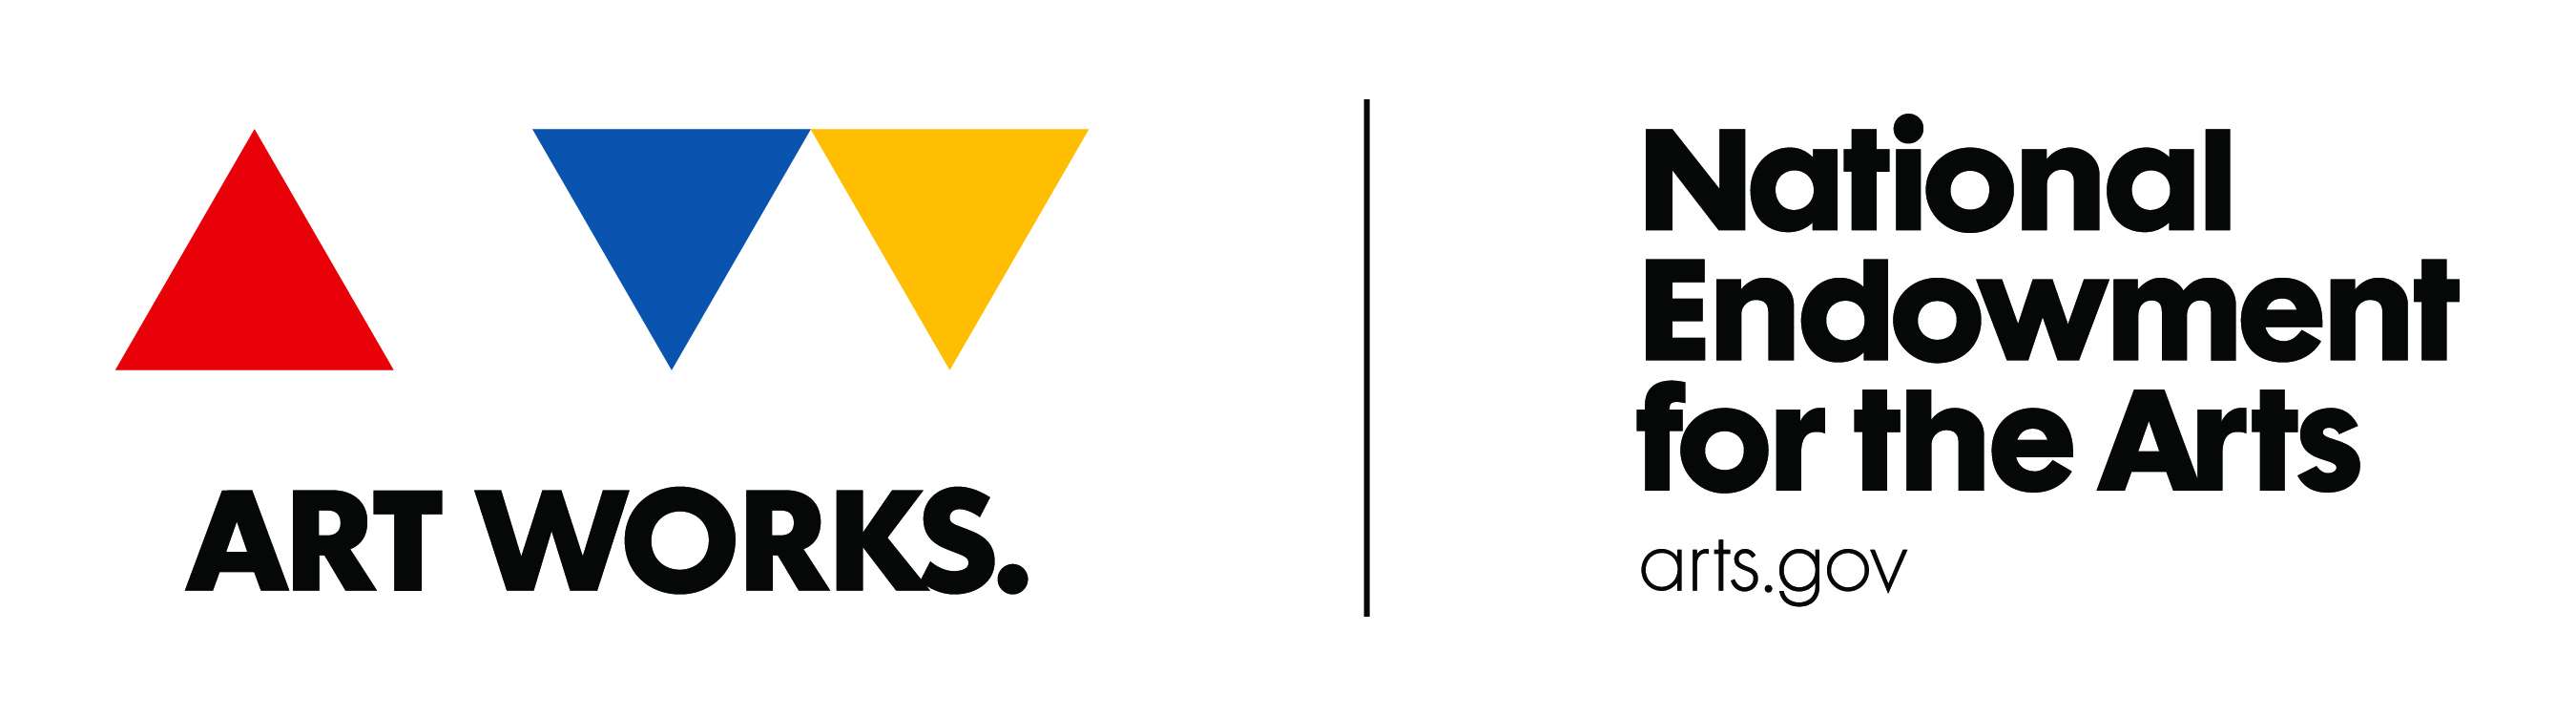 ART WORKS.
National
Endowment
for the Arts
arts.gov